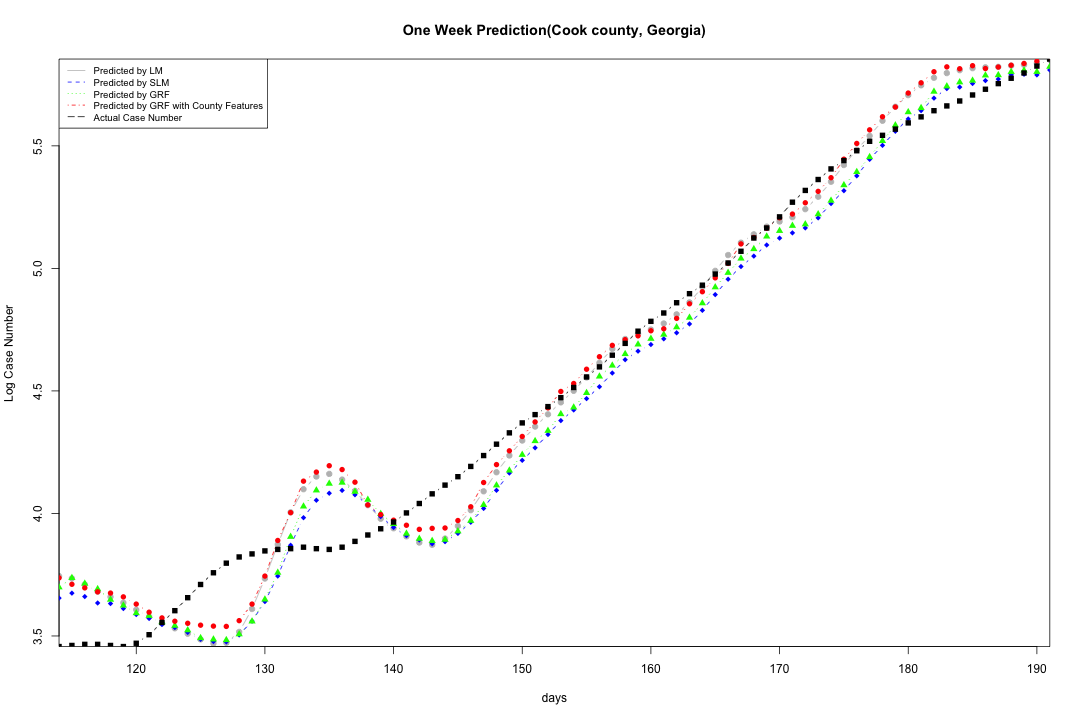 One Week Prediction(Cook county, Georgia)
Predicted by LM
Predicted by SLM
Predicted by GRF
Predicted by GRF with County Features
Actual Case Number
Log Case Number
5.5
5.0
4.5
4.0
3.5
120 130 140 150 160 170 180 190
days